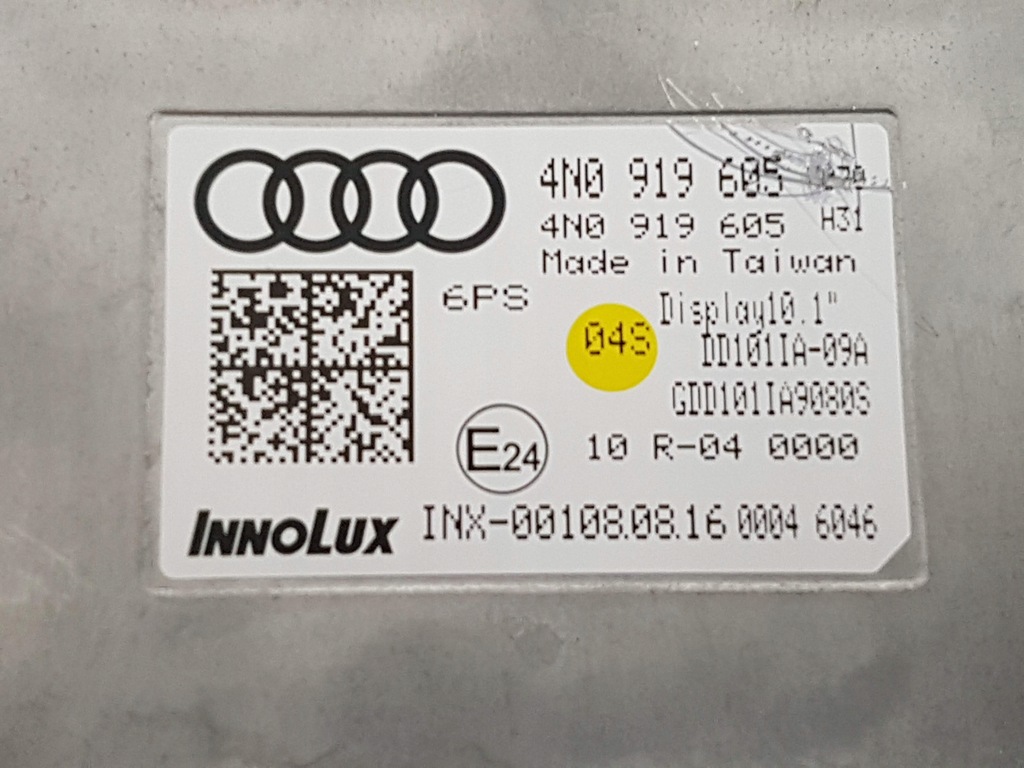 4N0 919 605
4N0 919 605 H31
Made in Taiwan
6PS
Display10.1"
04S
DD101IA-09A
GDD101IA9080S
E24
10 R-04 0000
INNOLUX
INX-00108.08.16 0004 6046